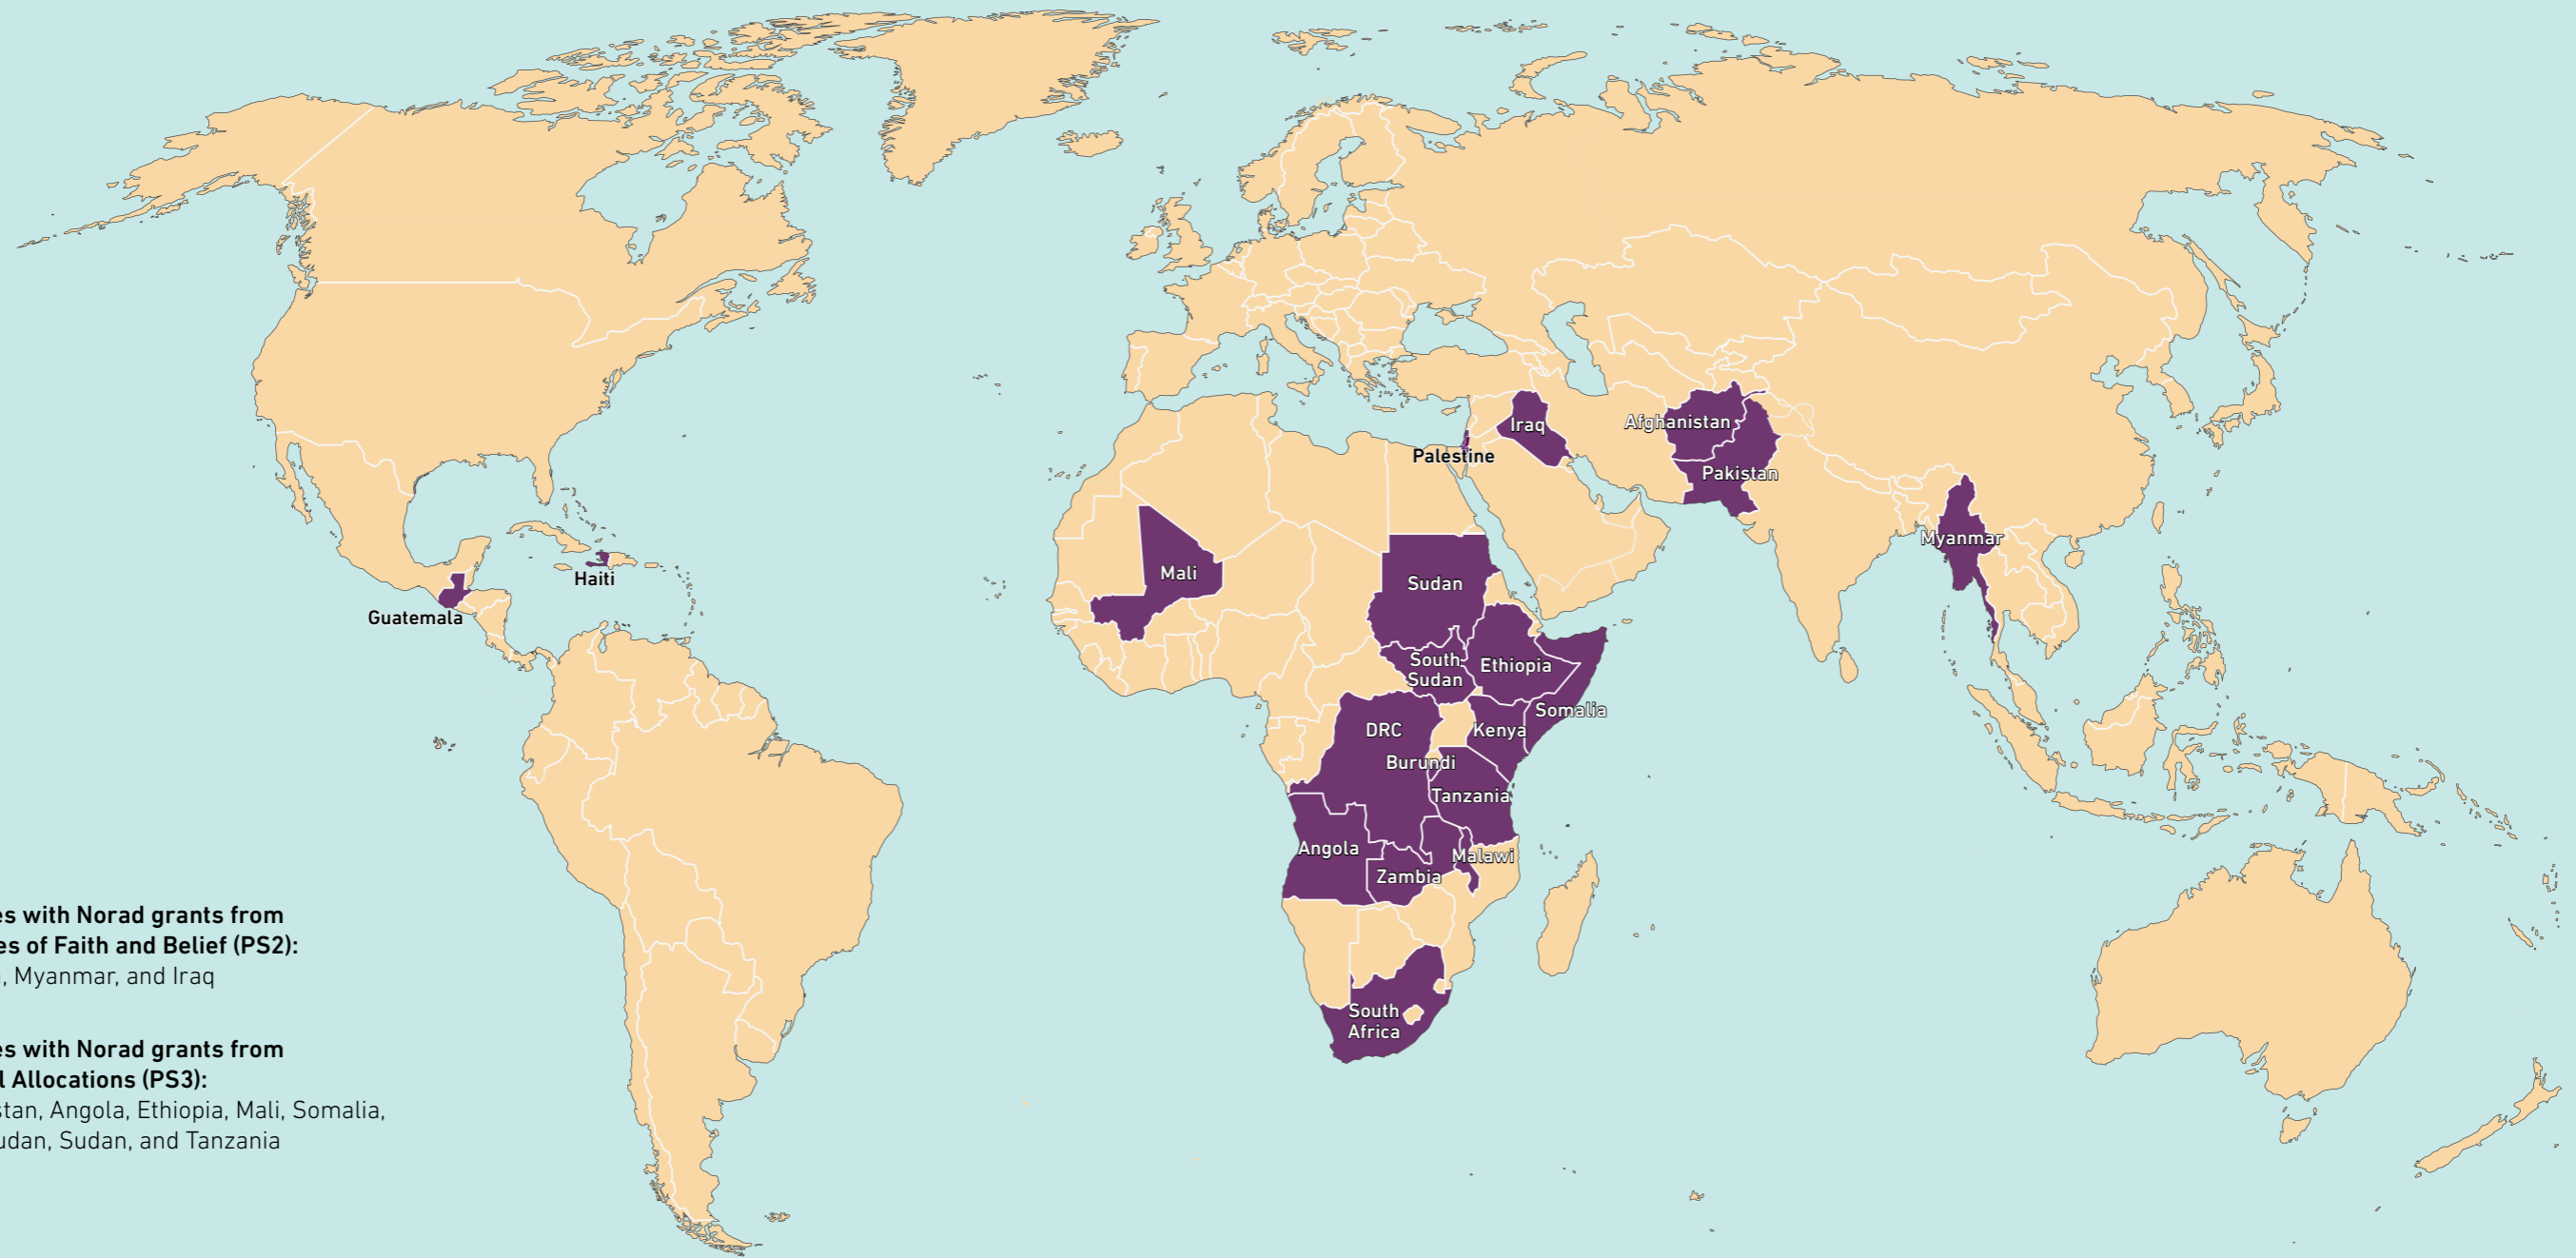 Afghanistan
Iraq
Palestine
Pakistan
Myanmar
Mali
Haiti
Guatemala
Sudan
South
Sudan
Ethiopia
Somalia
DRC
Kenya
Burundi
Tanzania
Angola
Malawi
Zambia
South
Africa
es with Norad grants from
es of Faith and Belief (PS2):
, Myanmar, and Iraq
es with Norad grants from
l Allocations (PS3):
stan, Angola, Ethiopia, Mali, Somalia,
udan, Sudan, and Tanzania